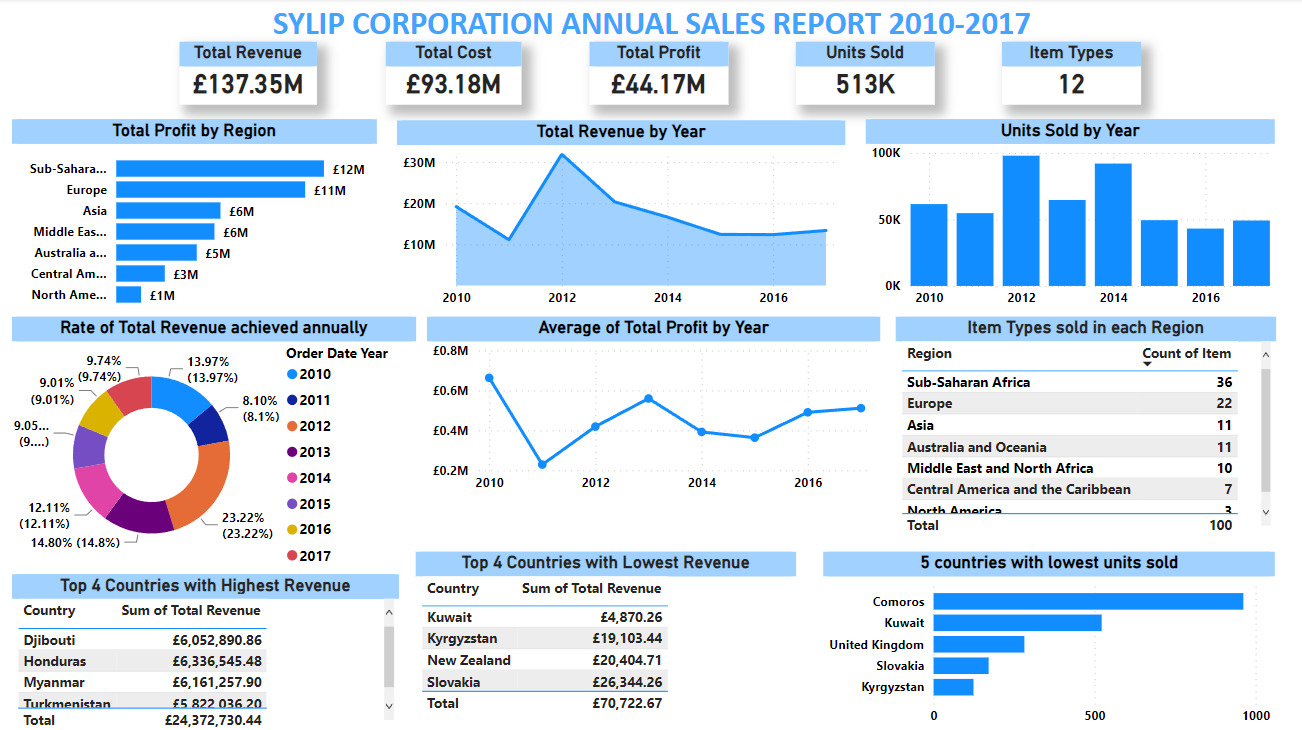 SYLIP CORPORATION ANNUAL SALES REPORT 2010-2017
Total Revenue
£137.35M
Total Cost
£93.18M
Total Profit
£44.17M
Units Sold
513K
Item Types
12
Total Profit by Region
Sub-Sahara... £12M
Europe £11M
Asia £6M
Middle Eas... £6M
Australia a... £5M
Central Am... £3M
North Ame... £1M
Total Revenue by Year
£30M
£20M
£10M
2010 2012 2014 2016
Units Sold by Year
100K
50K
0K
2010 2012 2014 2016
Rate of Total Revenue achieved annually
9.74%
(9.74%)
13.97%
(13.97%)
9.01%
(9.01%)
8.10%
(8.1%)
9.05...
(9....)
12.11%
(12.11%)
23.22%
(23.22%)
14.80% (14.8%)
Order Date Year
2010
2011
2012
2013
2014
2015
2016
2017
Average of Total Profit by Year
£0.8M
£0.6M
£0.4M
£0.2M
2010 2012 2014 2016
Item Types sold in each Region
Region Count of Item
Sub-Saharan Africa 36
Europe 22
Asia 11
Australia and Oceania 11
Middle East and North Africa 10
Central America and the Caribbean 7
North America 3
Total 100
Top 4 Countries with Highest Revenue
Country Sum of Total Revenue
Djibouti £6,052,890.86
Honduras £6,336,545.48
Myanmar £6,161,257.90
Turkmenistan £5,822,036.20
Total £24,372,730.44
Top 4 Countries with Lowest Revenue
Country Sum of Total Revenue
Kuwait £4,870.26
Kyrgyzstan £19,103.44
New Zealand £20,404.71
Slovakia £26,344.26
Total £70,722.67
5 countries with lowest units sold
Comoros
Kuwait
United Kingdom
Slovakia
Kyrgyzstan
0 500 1000